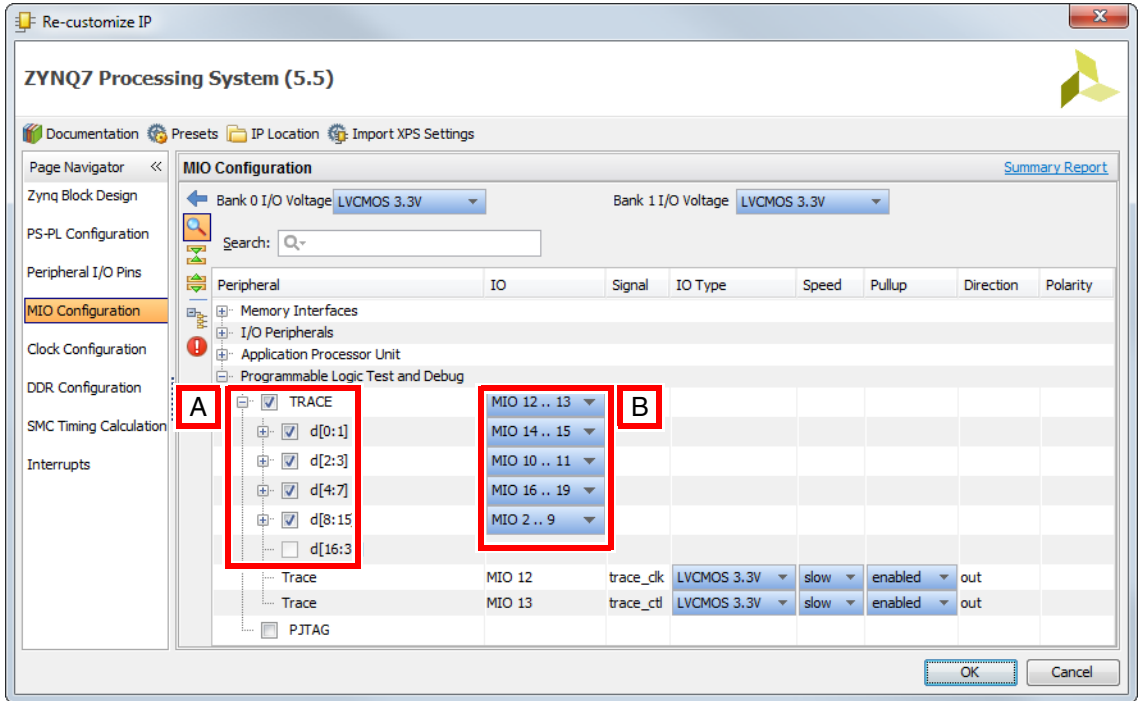 Re-customize IP
ZYNQ7 Processing System (5.5)
Documentation Presets IP Location Import XPS Settings
Page Navigator «
Zynq Block Design
PS-PL Configuration
Peripheral I/O Pins
MIO Configuration
Clock Configuration
DDR Configuration
SMC Timing Calculation
Interrupts
MIO Configuration Summary Report
Bank 0 I/O Voltage LVCMOS 3.3V Bank 1 I/O Voltage LVCMOS 3.3V
Search:
Peripheral IO Signal IO Type Speed Pullup Direction Polarity
Memory Interfaces
I/O Peripherals
Application Processor Unit
Programmable Logic Test and Debug
A TRACE MIO 12 .. 13 B
d[0:1] MIO 14 .. 15
d[2:3] MIO 10 .. 11
d[4:7] MIO 16 .. 19
d[8:15] MIO 2 .. 9
d[16:3
Trace MIO 12 trace_clk LVCMOS 3.3V slow enabled out
Trace MIO 13 trace_ctl LVCMOS 3.3V slow enabled out
PJTAG
OK Cancel